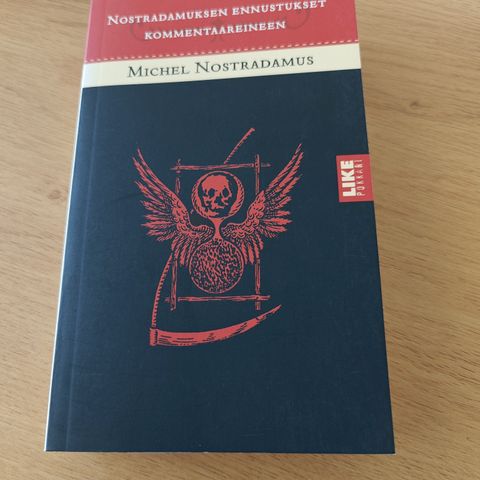 Nostradamuksen ennustukset
kommentaareineen
Michel Nostradamus
LIKE
POKKARI